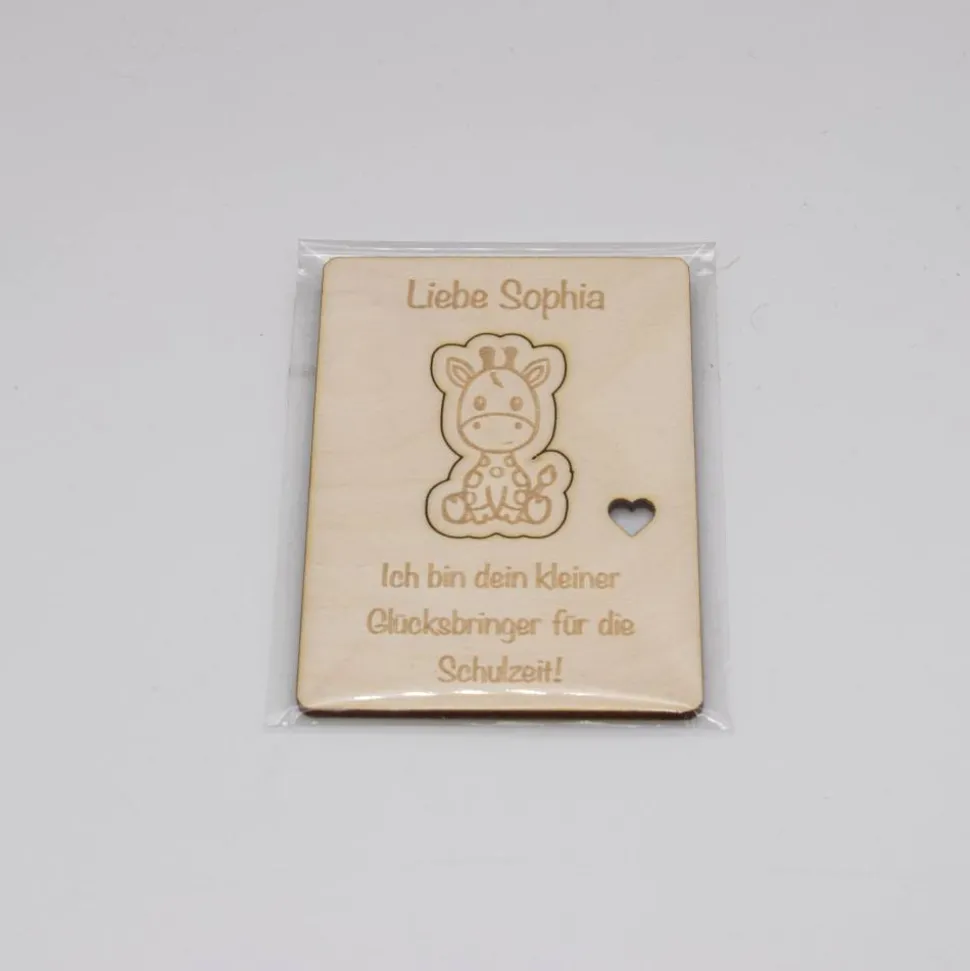 Liebe Sophia
Ich bin dein kleiner
Glücksbringer für die
Schulzeit!